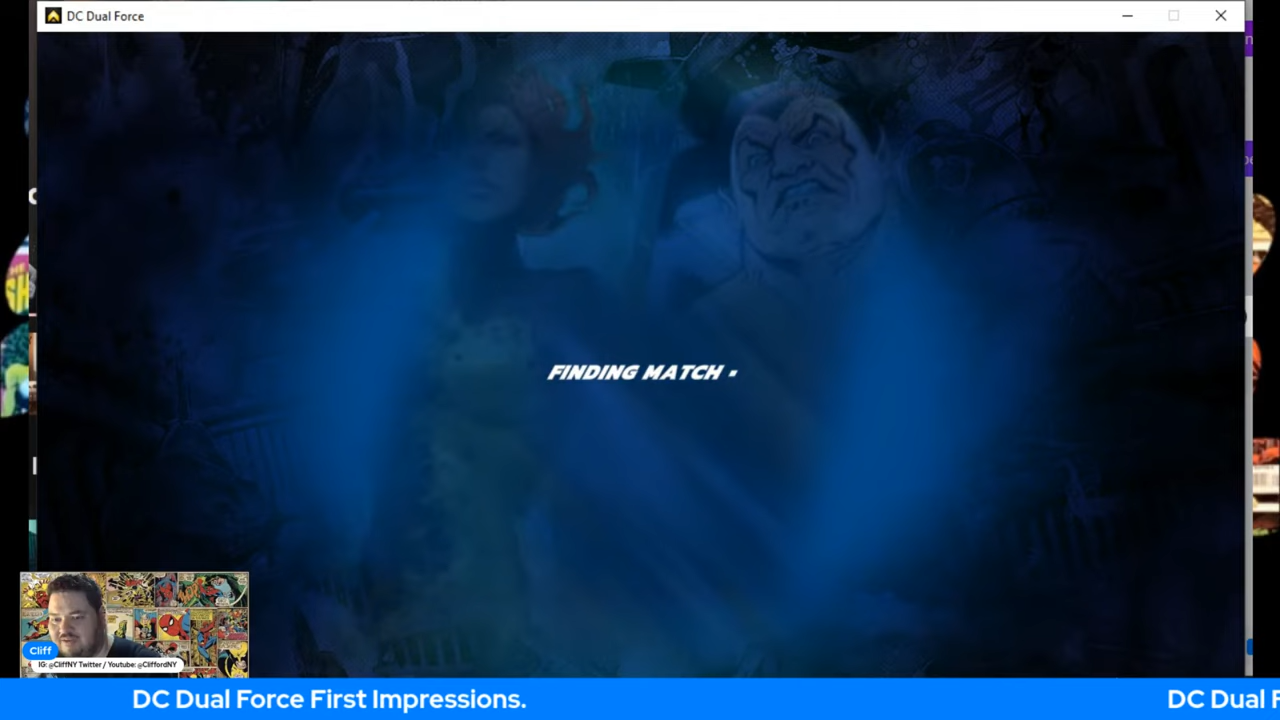 DC Dual Force
FINDING MATCH
Cliff
IG: @CliffNY Twitter / Youtube: @CliffordNY
DC Dual Force First Impressions.
DC Dual F